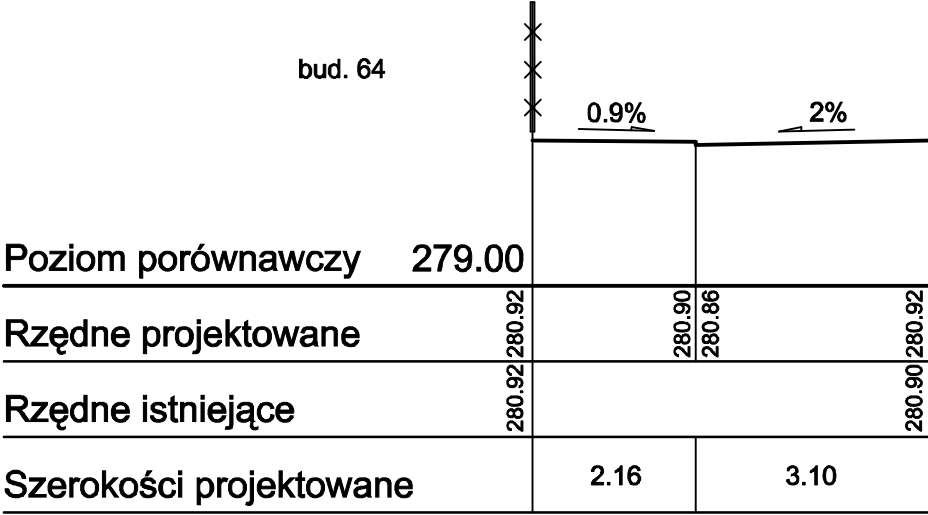 bud. 64
0.9% 2%
Poziom porównawczy 279.00
Rzędne projektowane 280.92 280.90 280.86 280.92
Rzędne istniejące 280.92 280.90
Szerokości projektowane 2.16 3.10